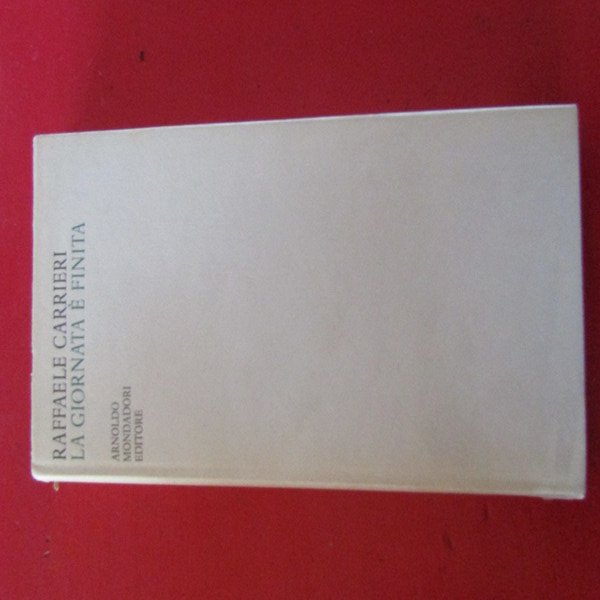 RAFFAELE CARRIERI
LA GIORNATA È FINITA
ARNOLDO
MONDADORI
EDITORE